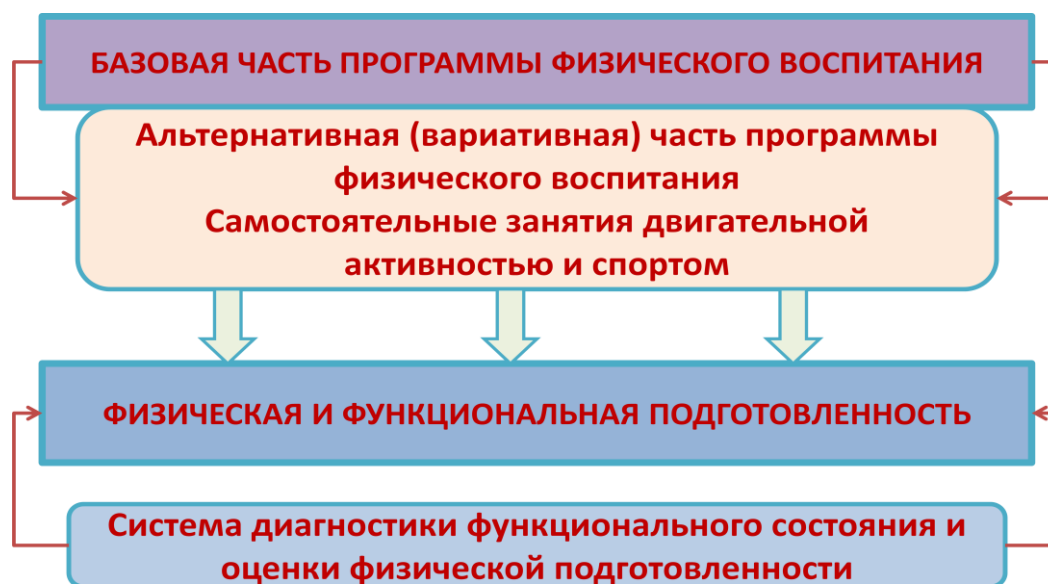 БАЗОВАЯ ЧАСТЬ ПРОГРАММЫ ФИЗИЧЕСКОГО ВОСПИТАНИЯ
Альтернативная (вариативная) часть программы
физического воспитания
Самостоятельные занятия двигательной
активностью и спортом
ФИЗИЧЕСКАЯ И ФУНКЦИОНАЛЬНАЯ ПОДГОТОВЛЕННОСТЬ
Система диагностики функционального состояния и
оценки физической подготовленности